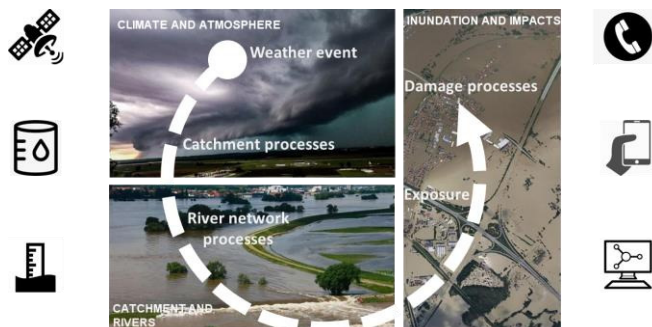 CLIMATE AND ATMOSPHERE
Weather event
Catchment processes
River network
processes
CATCHMENT AND
RIVERS
INUNDATION AND IMPACTS
Damage processes
Exposure